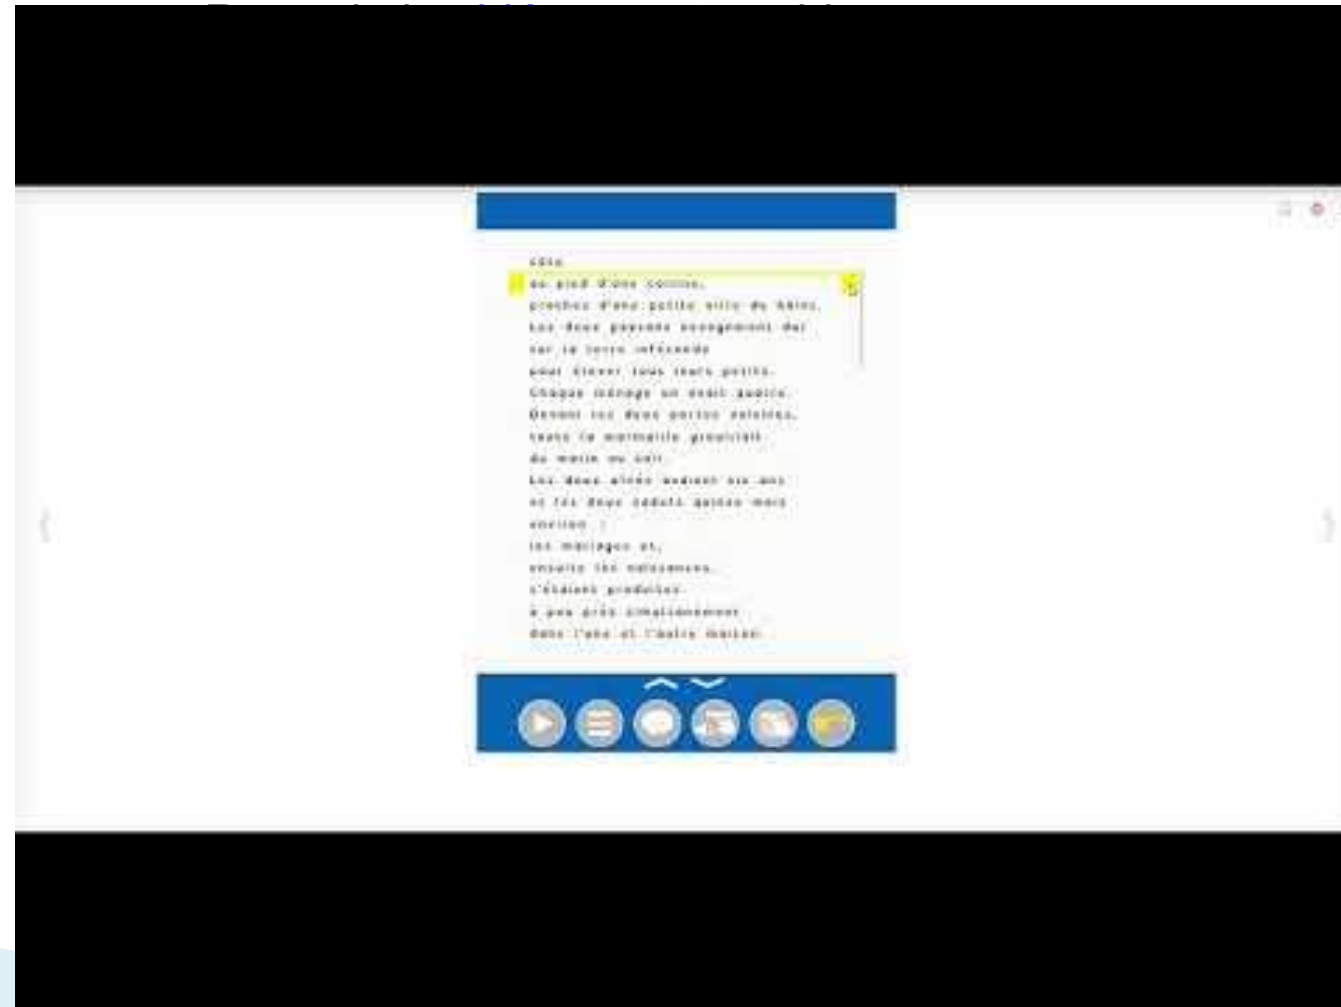 côte
au pied d'une colline,
proches d'une petite ville de bains.
Les deux paysans besognaient dur
sur la terre inféconde
pour élever tous leurs petits.
Chaque ménage en avait quatre.
Devant les deux portes voisines,
toute la marmaille grouillait
du matin au soir.
Les deux aînés avaient six ans
et les deux cadets quinze mois
environ ;
les mariages et,
ensuite les naissances,
s'étaient produites
à peu près simultanément
dans l'une et l'autre maison.